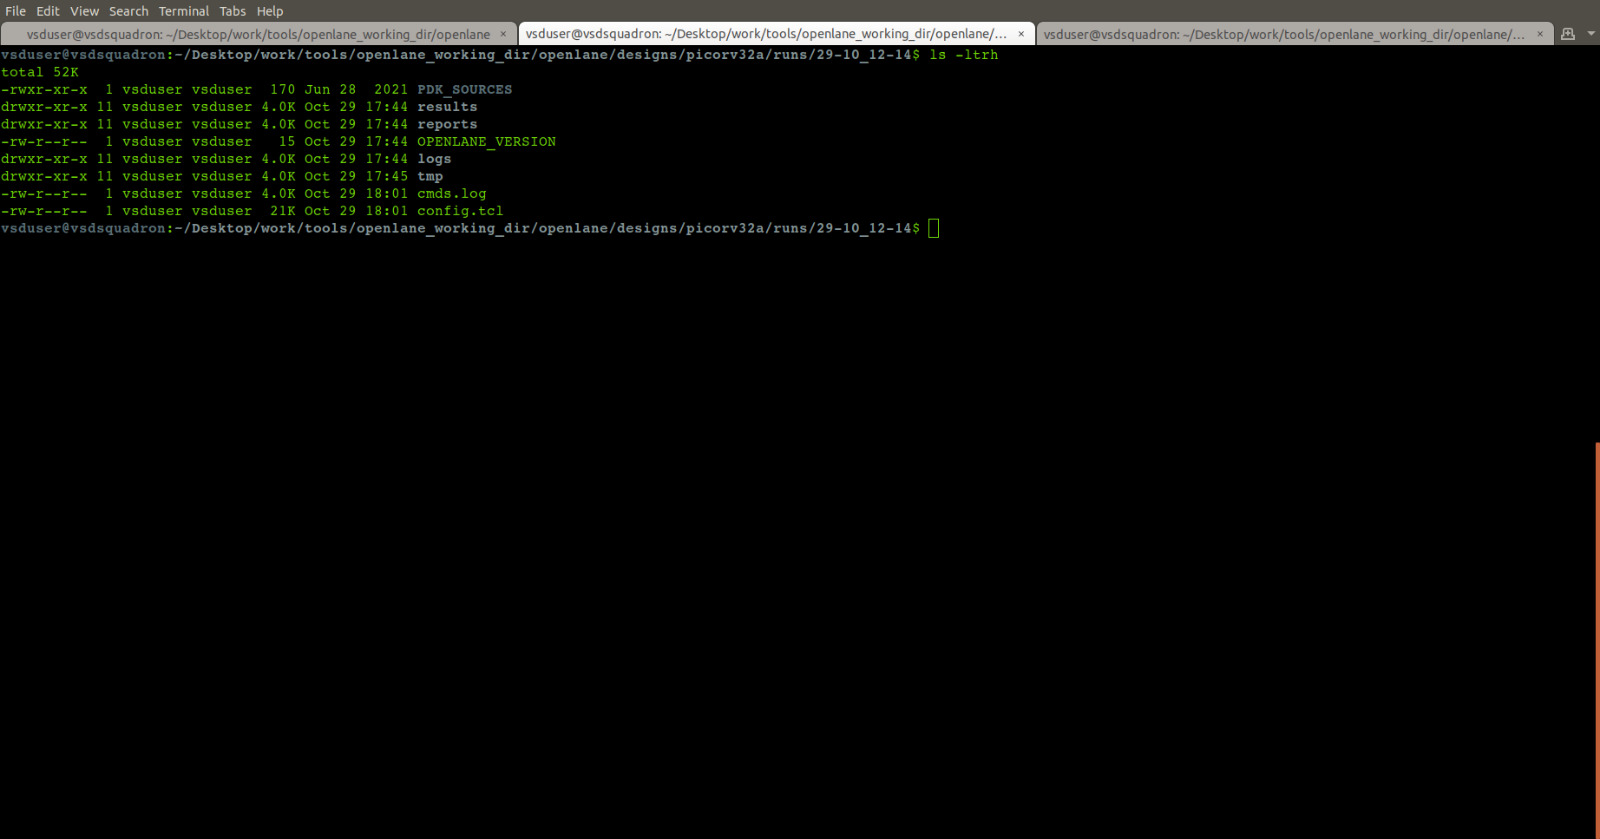 File Edit View Search Terminal Tabs Help
vsduser@vsdsquadron: ~/Desktop/work/tools/openlane_working_dir/openlane × vsduser@vsdsquadron: ~/Desktop/work/tools/openlane_working_dir/openlane/... × vsduser@vsdsquadron: ~/Desktop/work/tools/openlane_working_dir/openlane/... ×
vsduser@vsdsquadron:~/Desktop/work/tools/openlane_working_dir/openlane/designs/picorv32a/runs/29-10_12-14$ ls -ltrh
total 52K
-rwxr-xr-x  1 vsduser vsduser  170 Jun 28  2021 PDK_SOURCES
drwxr-xr-x 11 vsduser vsduser 4.0K Oct 29 17:44 results
drwxr-xr-x 11 vsduser vsduser 4.0K Oct 29 17:44 reports
-rw-r--r--  1 vsduser vsduser   15 Oct 29 17:44 OPENLANE_VERSION
drwxr-xr-x 11 vsduser vsduser 4.0K Oct 29 17:44 logs
drwxr-xr-x 11 vsduser vsduser 4.0K Oct 29 17:45 tmp
-rw-r--r--  1 vsduser vsduser 4.0K Oct 29 18:01 cmds.log
-rw-r--r--  1 vsduser vsduser  21K Oct 29 18:01 config.tcl
vsduser@vsdsquadron:~/Desktop/work/tools/openlane_working_dir/openlane/designs/picorv32a/runs/29-10_12-14$